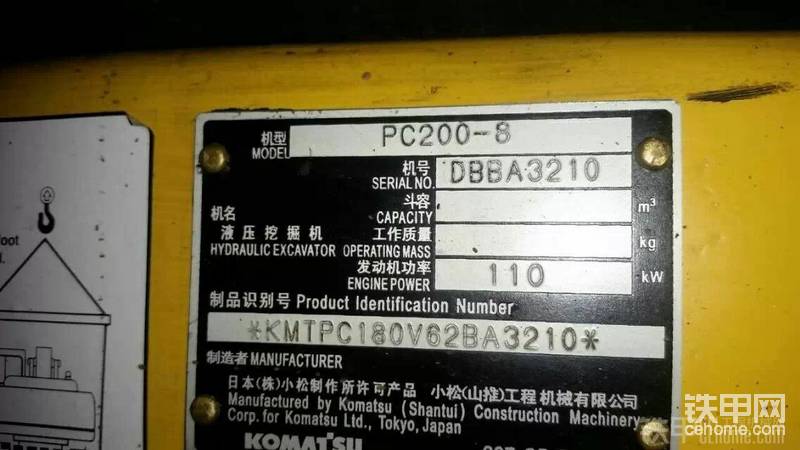 机型 MODEL PC200-8
机号 SERIAL NO. DBBA3210
斗容 CAPACITY m³
机名 液压挖掘机 HYDRAULIC EXCAVATOR
工作质量 OPERATING MASS kg
发动机功率 ENGINE POWER 110 kW
制品识别号 Product Identification Number
*KMTPC180V62BA3210*
制造者 MANUFACTURER
日本(株)小松制作所许可产品 小松(山推)工程机械有限公司
Manufactured by Komatsu (Shantui) Construction Machinery
Corp. for Komatsu Ltd., Tokyo, Japan
KOMATSU
foot
铁甲网
cehome.com